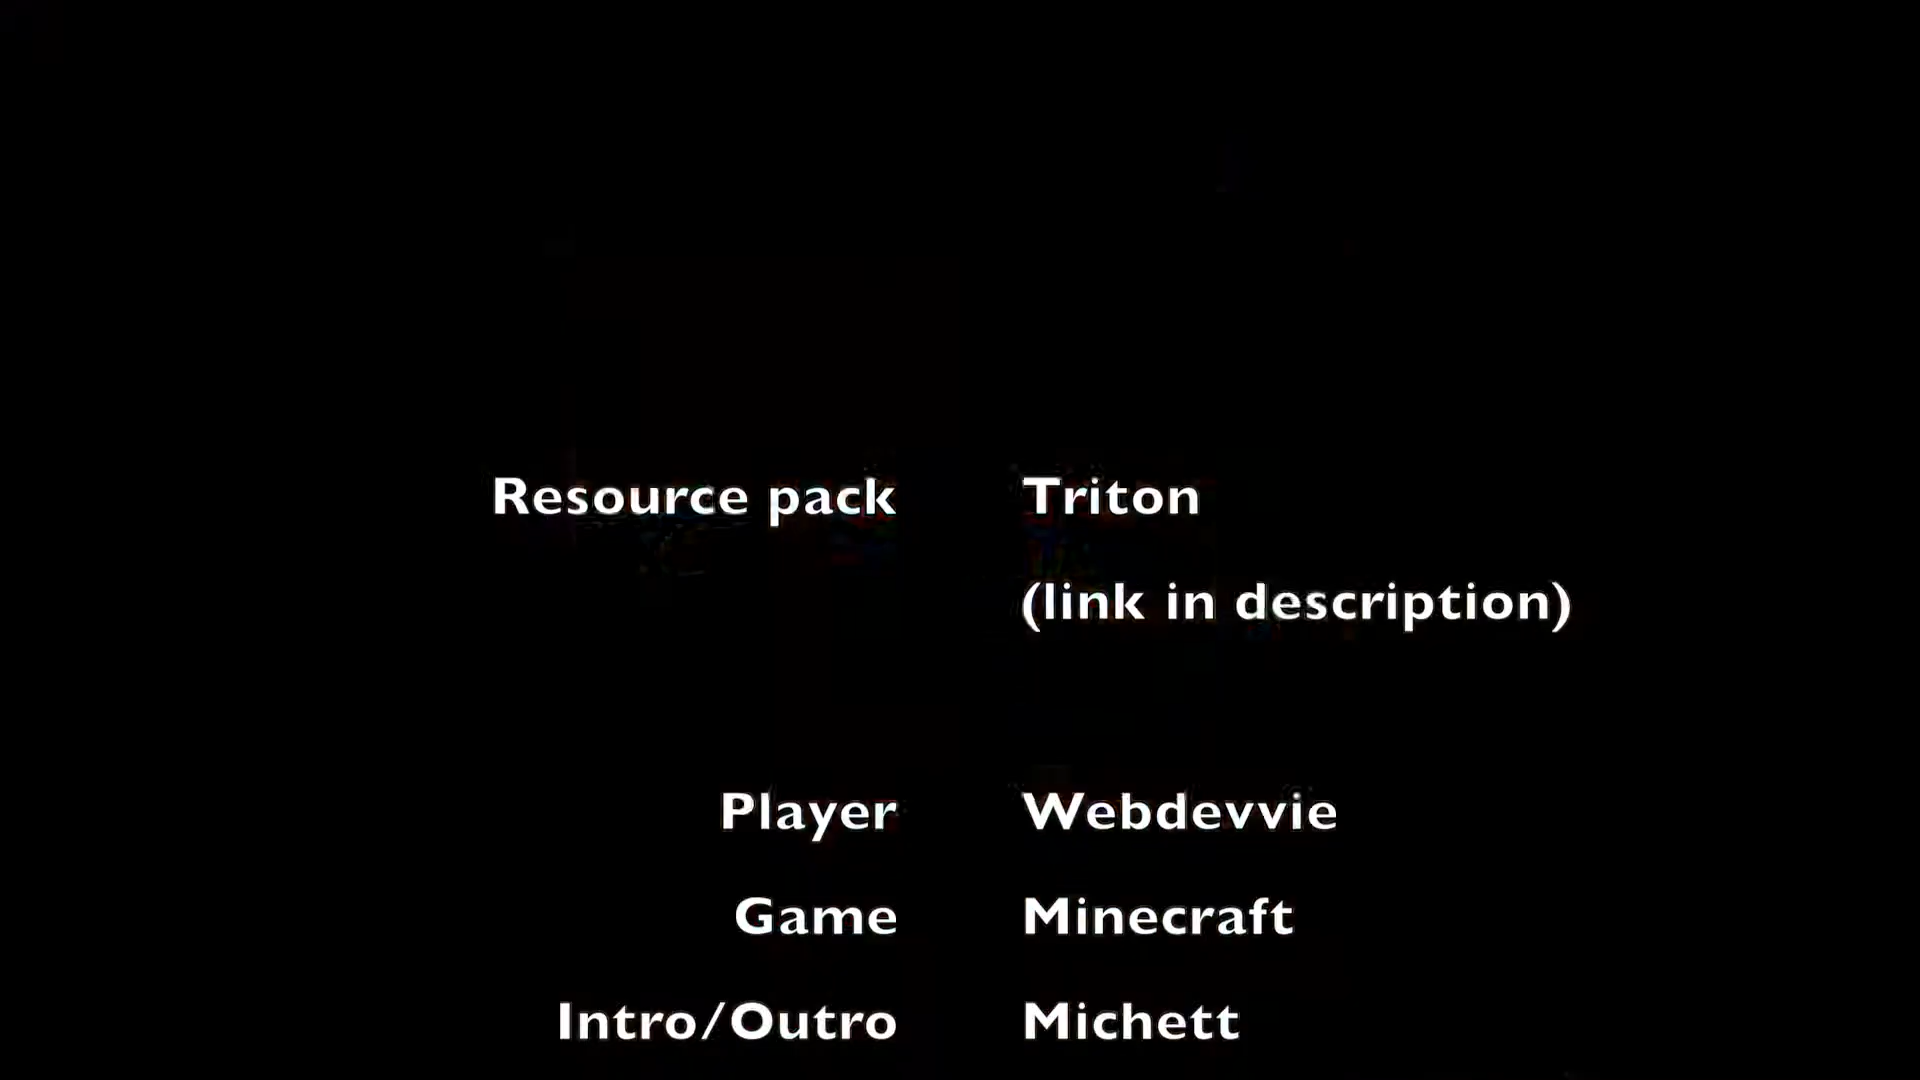 Resource pack Triton
(link in description)
Player Webdevvie
Game Minecraft
Intro/Outro Michett